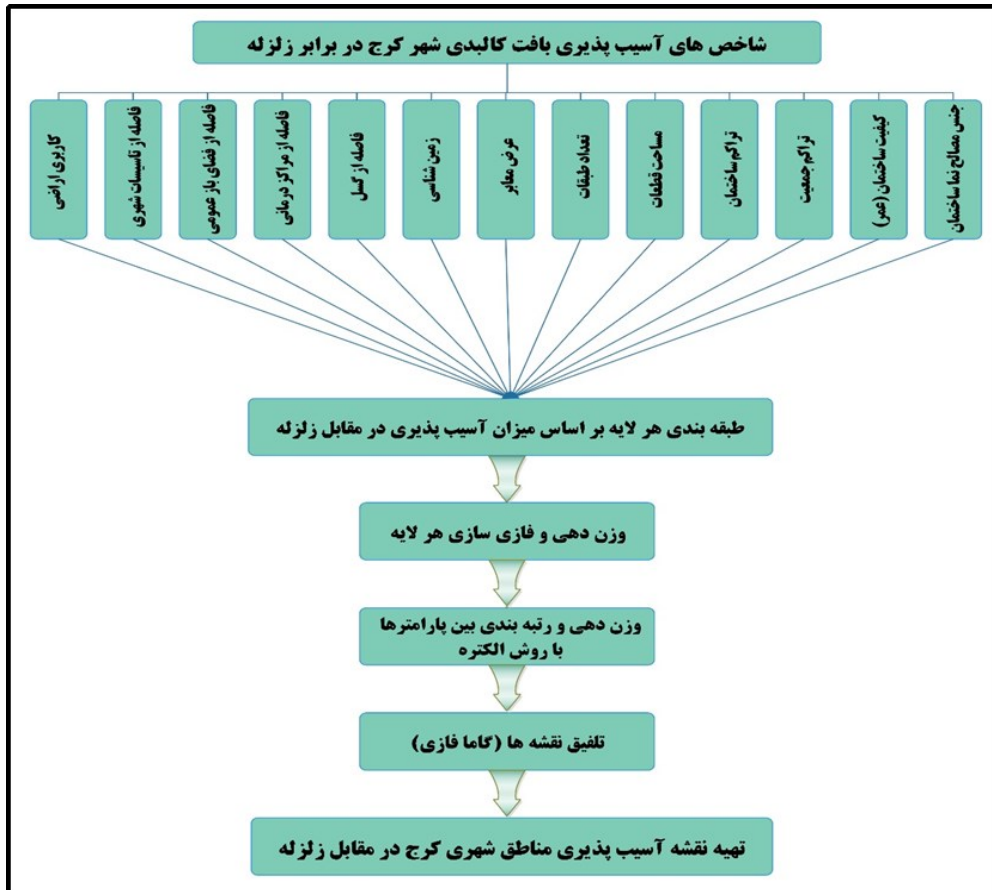 شاخص های آسیب پذیری بافت کالبدی شهر کرج در برابر زلزله
جنس مصالح نما ساختمان
کیفیت ساختمان (عمر)
تراکم جمعیت
تراکم ساختمان
مساحت قطعات
تعداد طبقات
عرض معابر
زمین شناسی
فاصله از گسل
فاصله از مراکز درمانی
فاصله از فضای باز عمومی
فاصله از تاسیسات شهری
کاربری اراضی
طبقه بندی هر لایه بر اساس میزان آسیب پذیری در مقابل زلزله
وزن دهی و فازی سازی هر لایه
وزن دهی و رتبه بندی بین پارامترها
با روش الکتره
تلفیق نقشه ها (گاما فازی)
تهیه نقشه آسیب پذیری مناطق شهری کرج در مقابل زلزله